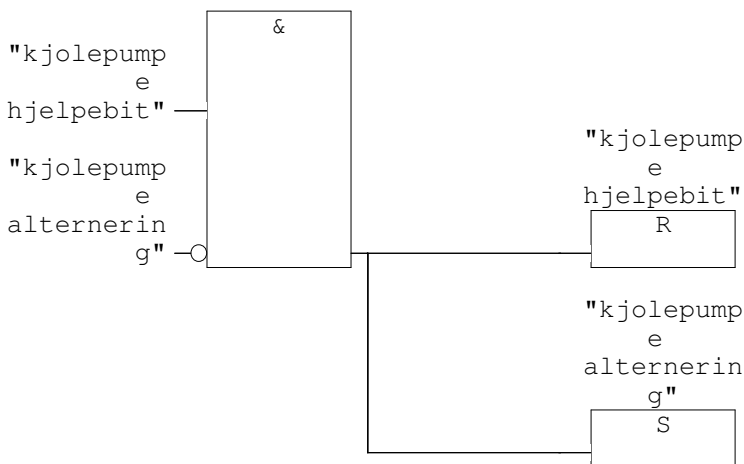 &
"kjolepump
e
hjelpebit"
"kjolepump
e
alternerin
g"
"kjolepump
e
hjelpebit"
R
"kjolepump
e
alternerin
g"
S